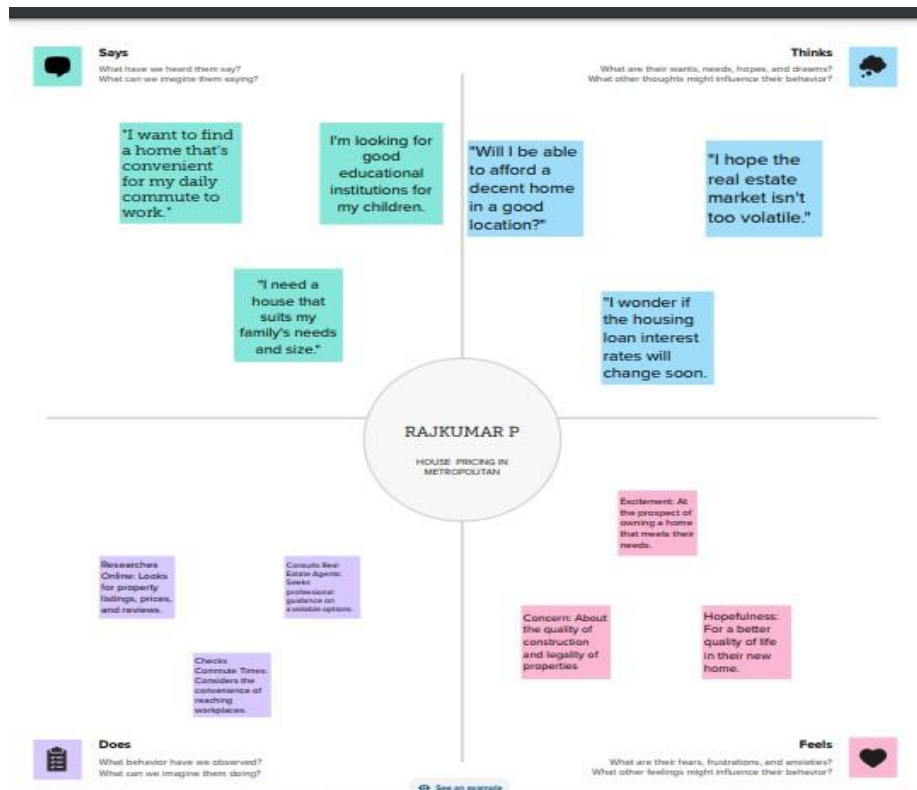 Says
What have we heard them say?
What can we imagine them saying?
Thinks
What are their wants, needs, hopes, and dreams?
What other thoughts might influence their behavior?
"I want to find
a home that's
convenient
for my daily
commute to
work."
I'm looking for
good
educational
institutions for
my children.
"Will I be able
to afford a
decent home
in a good
location?"
"I hope the
real estate
market isn't
too volatile."
"I need a
house that
suits my
family's needs
and size."
"I wonder if
the housing
loan interest
rates will
change soon.
RAJKUMAR P
HOUSE PRICING IN
METROPOLITAN
Researches
Online: Looks
for property
listings, prices,
and reviews.
Consults Real
Estate Agents:
Seeks
professional
guidance on
available options.
Checks
Commute Times:
Considers the
convenience of
reaching
workplaces.
Excitement: At
the prospect of
owning a home
that meets their
needs.
Concern: About
the quality of
construction
and legality of
properties
Hopefulness:
For a better
quality of life
in their new
home.
Does
What behavior have we observed?
What can we imagine them doing?
Feels
What are their fears, frustrations, and anxieties?
What other feelings might influence their behavior?
See an example